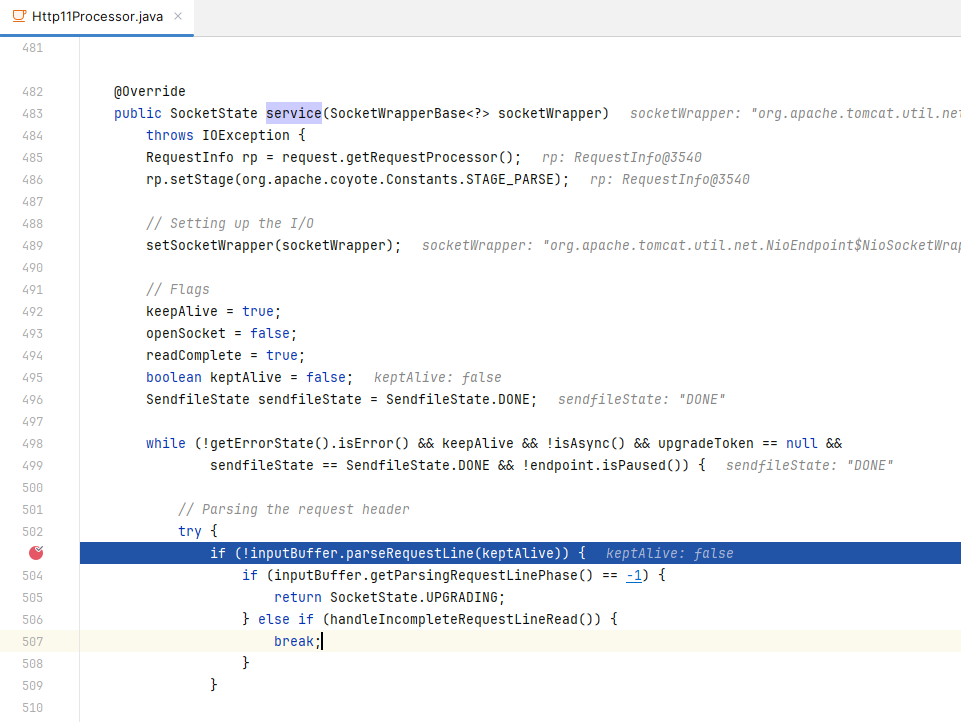 Http11Processor.java
481
482 @Override
483 public SocketState service(SocketWrapperBase<?> socketWrapper) socketWrapper: "org.apache.tomcat.util.net
484 throws IOException {
485 RequestInfo rp = request.getRequestProcessor(); rp: RequestInfo@3540
486 rp.setStage(org.apache.coyote.Constants.STAGE_PARSE); rp: RequestInfo@3540
487
488 // Setting up the I/O
489 setSocketWrapper(socketWrapper); socketWrapper: "org.apache.tomcat.util.net.NioEndpoint$NioSocketWrap
490
491 // Flags
492 keepAlive = true;
493 openSocket = false;
494 readComplete = true;
495 boolean keptAlive = false; keptAlive: false
496 SendfileState sendfileState = SendfileState.DONE; sendfileState: "DONE"
497
498 while (!getErrorState().isError() && keepAlive && !isAsync() && upgradeToken == null &&
499 sendfileState == SendfileState.DONE && !endpoint.isPaused()) { sendfileState: "DONE"
500
501 // Parsing the request header
502 try {
if (!inputBuffer.parseRequestLine(keptAlive)) { keptAlive: false
504 if (inputBuffer.getParsingRequestLinePhase() == -1) {
505 return SocketState.UPGRADING;
506 } else if (handleIncompleteRequestLineRead()) {
507 break;
508 }
509 }
510